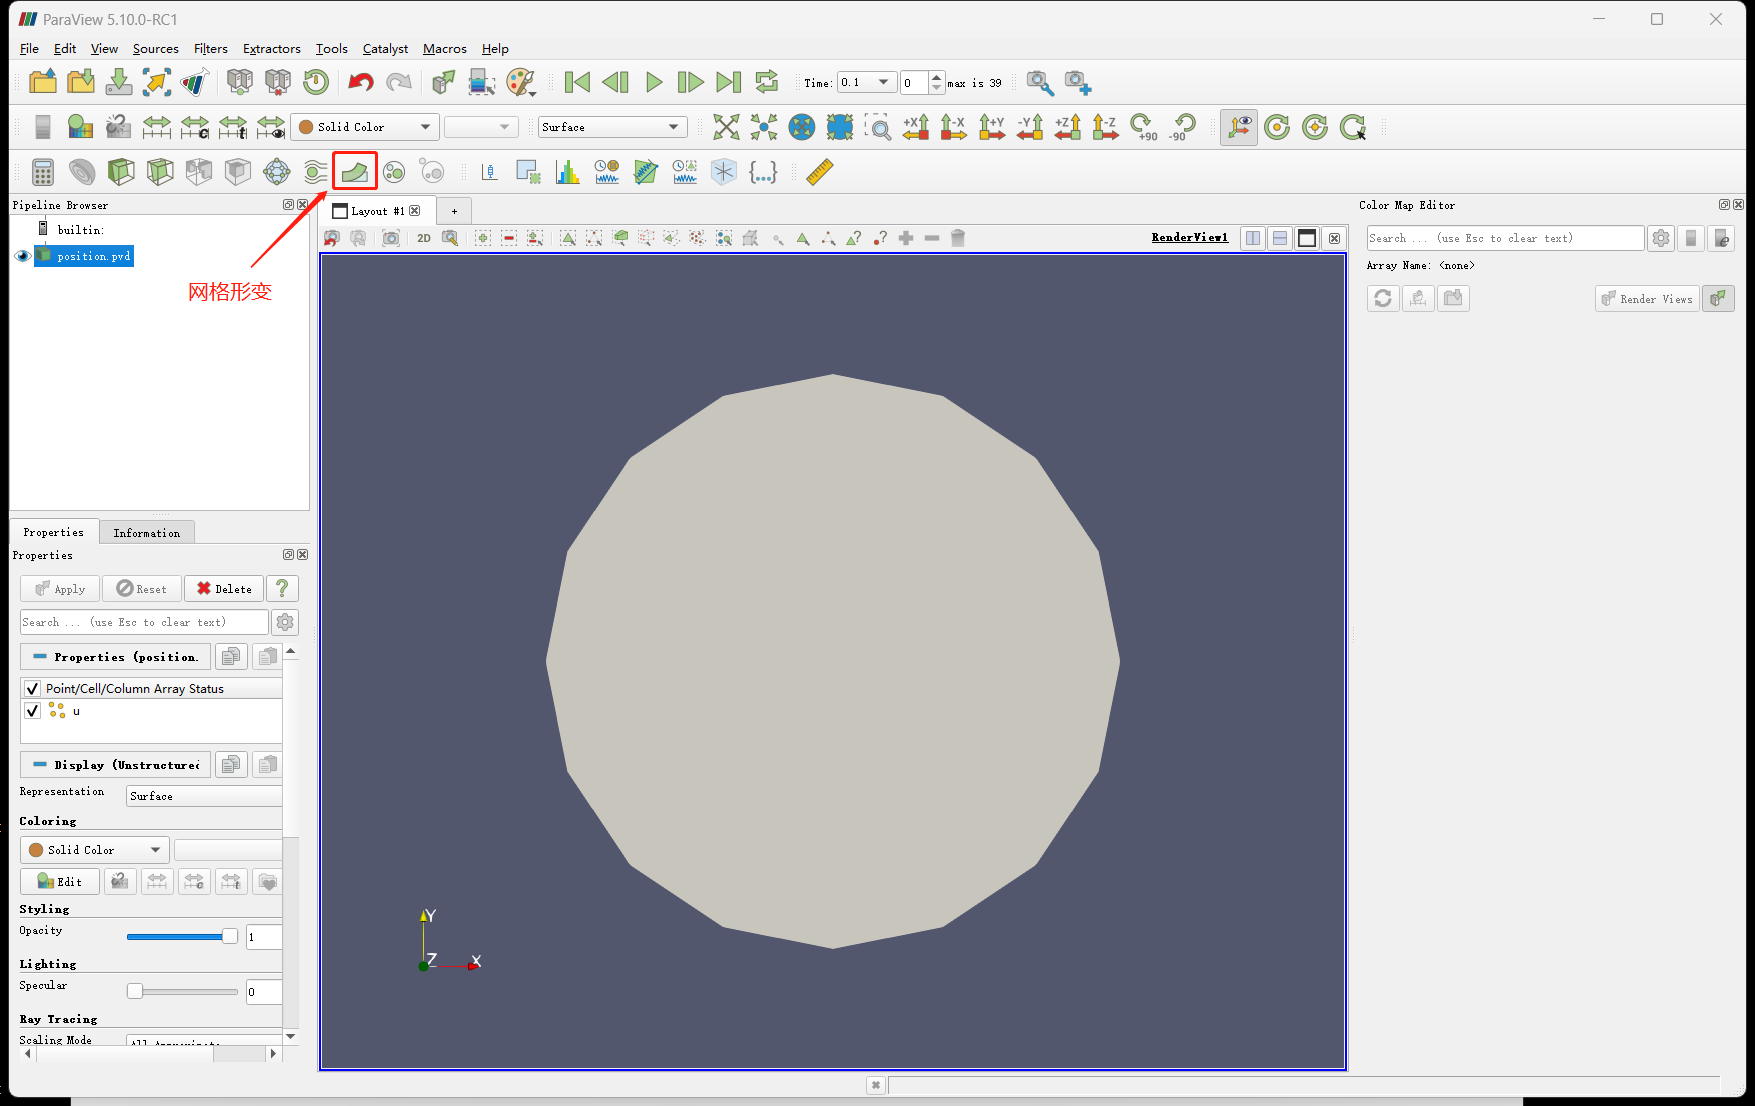 ParaView 5.10.0-RC1
File Edit View Sources Filters Extractors Tools Catalyst Macros Help
Time: 0.1 0 max is 39
Solid Color Surface +X -X +Y -Y +Z -Z +90 -90
Pipeline Browser
Layout #1 +
Color Map Editor
builtin:
2D
RenderView1
Search ... (use Esc to clear text)
position.pvd
Array Name: <none>
网格形变
Render Views
Properties Information
Properties
Apply Reset Delete ?
Search ... (use Esc to clear text)
Properties (position.
Point/Cell/Column Array Status
u
Display (Unstructured
Representation Surface
Coloring
Solid Color
Edit
Styling
Opacity 1
Y
Z X
Lighting
Specular 0
Ray Tracing
Scaling Mode